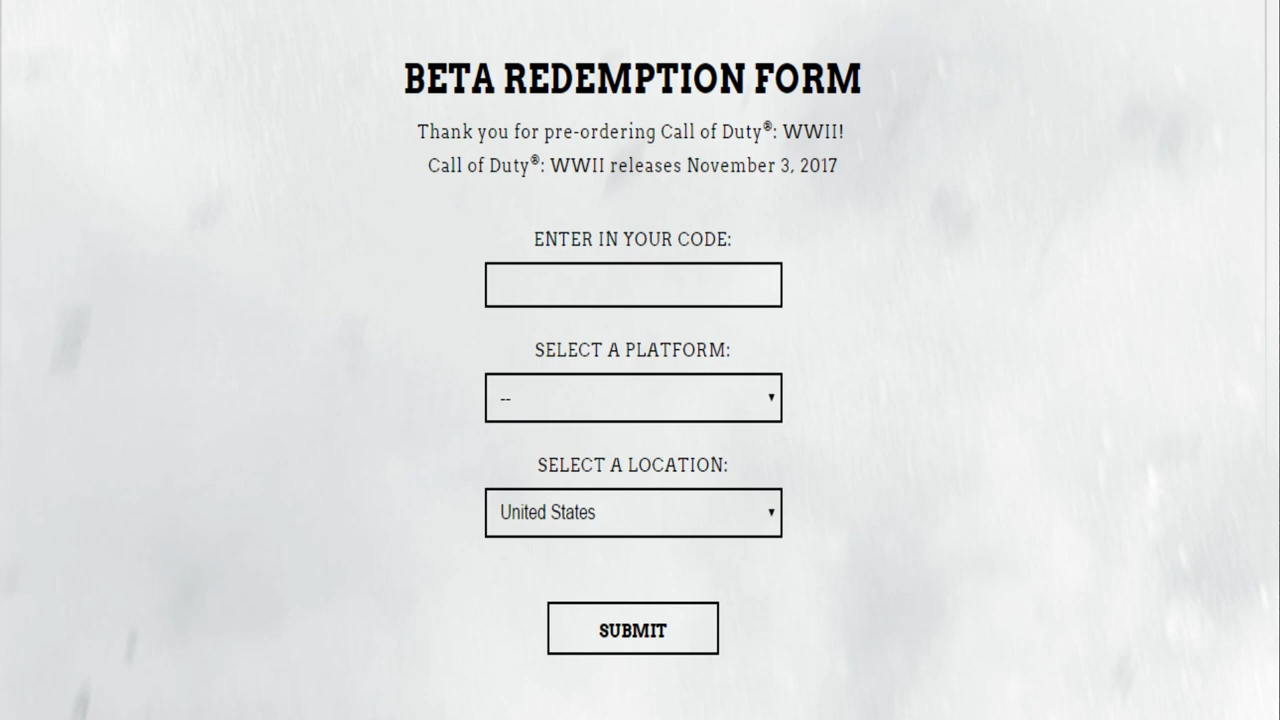 BETA REDEMPTION FORM
Thank you for pre-ordering Call of Duty®: WWII!
Call of Duty®: WWII releases November 3, 2017
ENTER IN YOUR CODE:
SELECT A PLATFORM:
--
SELECT A LOCATION:
United States
SUBMIT